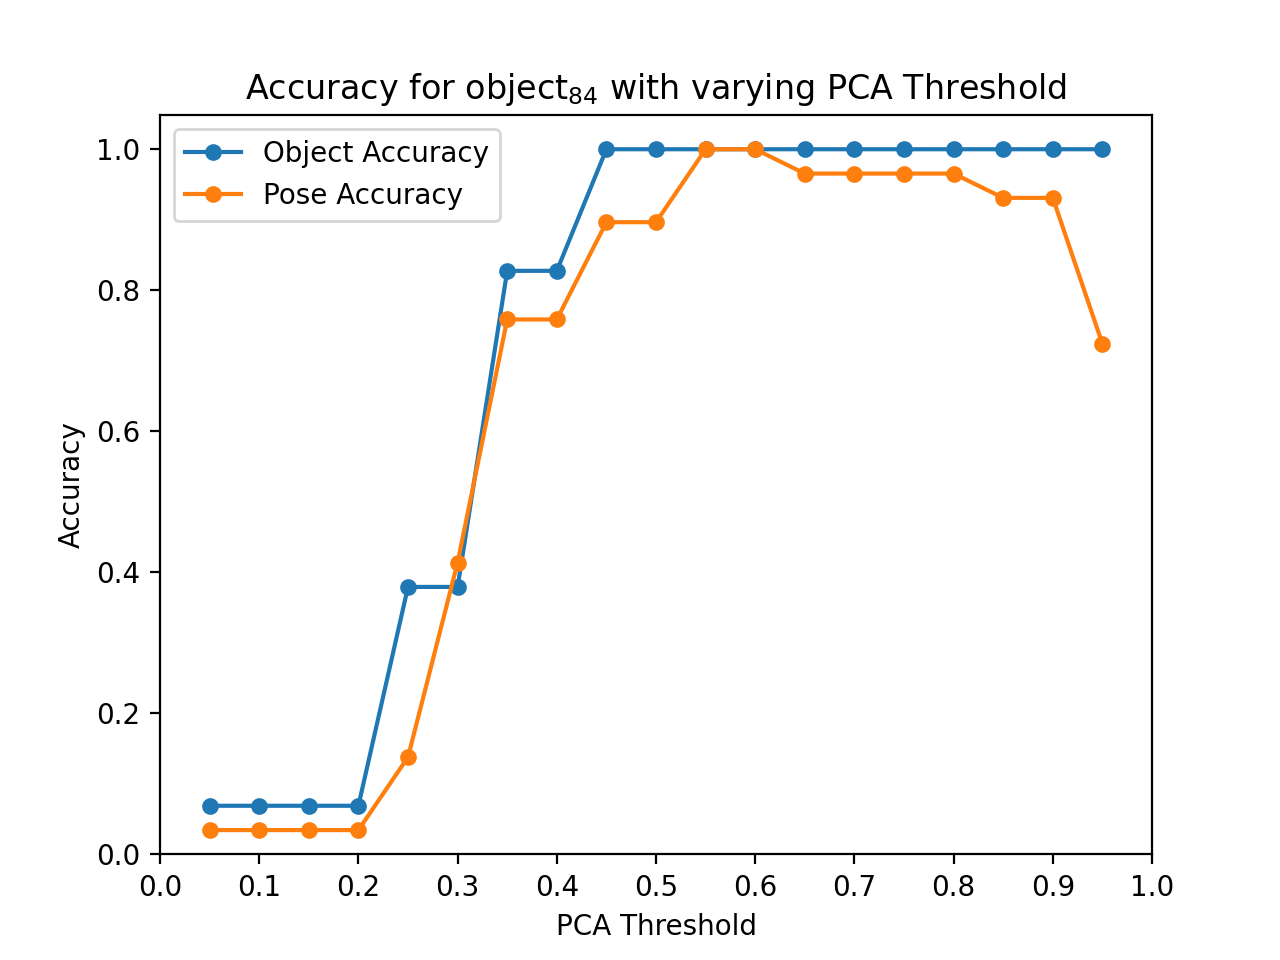 Accuracy for object₈₄ with varying PCA Threshold
Object Accuracy
Pose Accuracy
Accuracy
1.0
0.8
0.6
0.4
0.2
0.0
0.0 0.1 0.2 0.3 0.4 0.5 0.6 0.7 0.8 0.9 1.0
PCA Threshold